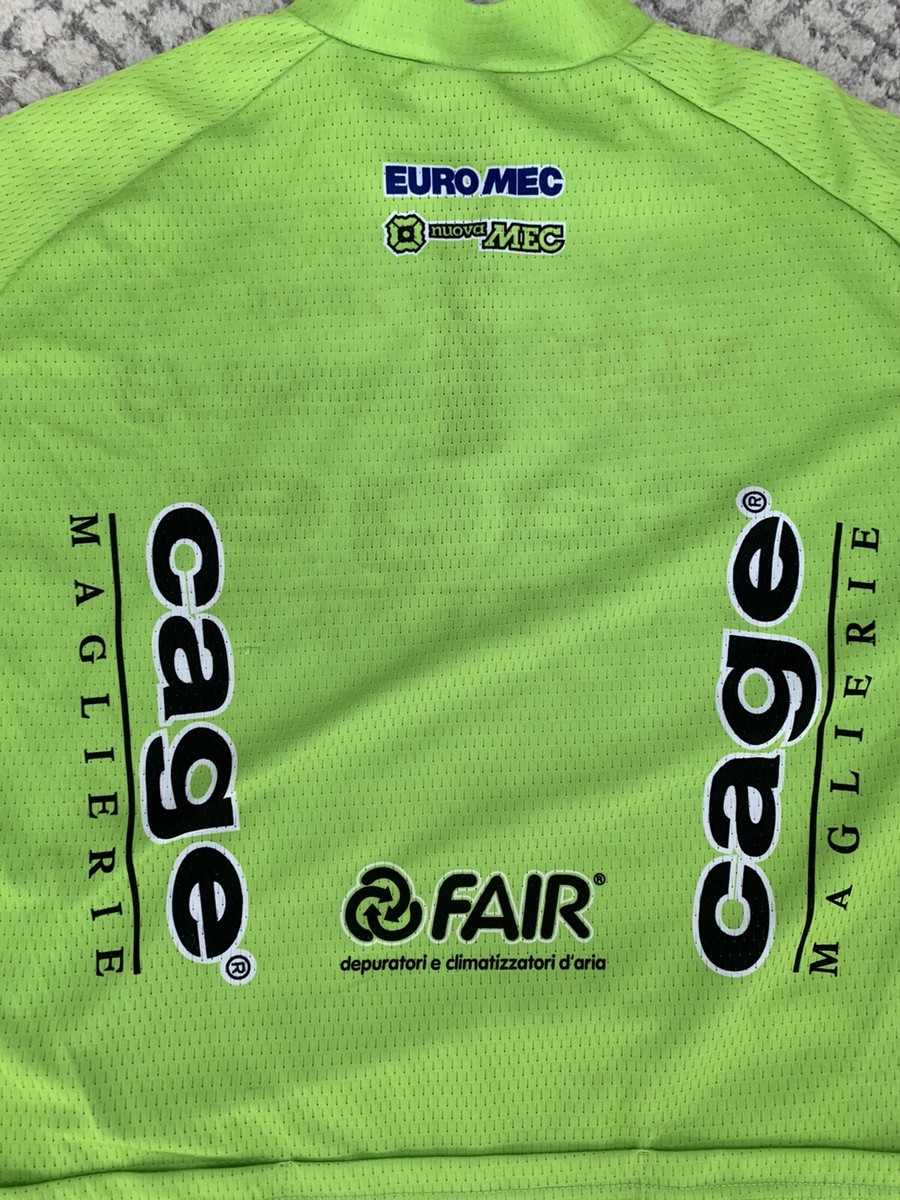 EURO MEC
nuova MEC
cage®
MAGLIERIE
cage®
MAGLIERIE
FAIR®
depuratori e climatizzatori d'aria